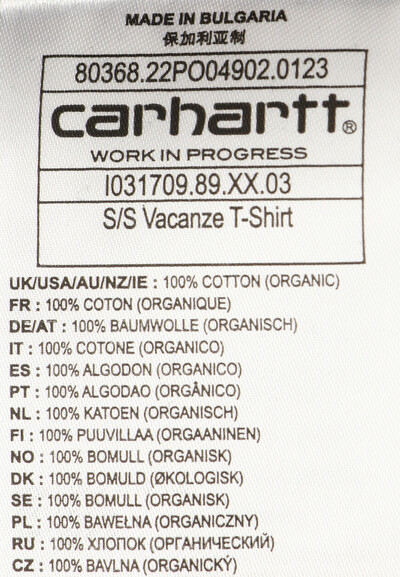 MADE IN BULGARIA
保加利亚制
80368.22PO04902.0123
carhartt®
WORK IN PROGRESS
I031709.89.XX.03
S/S Vacanze T-Shirt
UK/USA/AU/NZ/IE : 100% COTTON (ORGANIC)
FR : 100% COTON (ORGANIQUE)
DE/AT : 100% BAUMWOLLE (ORGANISCH)
IT : 100% COTONE (ORGANICO)
ES : 100% ALGODON (ORGANICO)
PT : 100% ALGODAO (ORGÂNICO)
NL : 100% KATOEN (ORGANISCH)
FI : 100% PUUVILLAA (ORGAANINEN)
NO : 100% BOMULL (ORGANISK)
DK : 100% BOMULD (ØKOLOGISK)
SE : 100% BOMULL (ORGANISK)
PL : 100% BAWEŁNA (ORGANICZNY)
RU : 100% ХЛОПОК (ОРГАНИЧЕСКИЙ)
CZ : 100% BAVLNA (ORGANICKÝ)